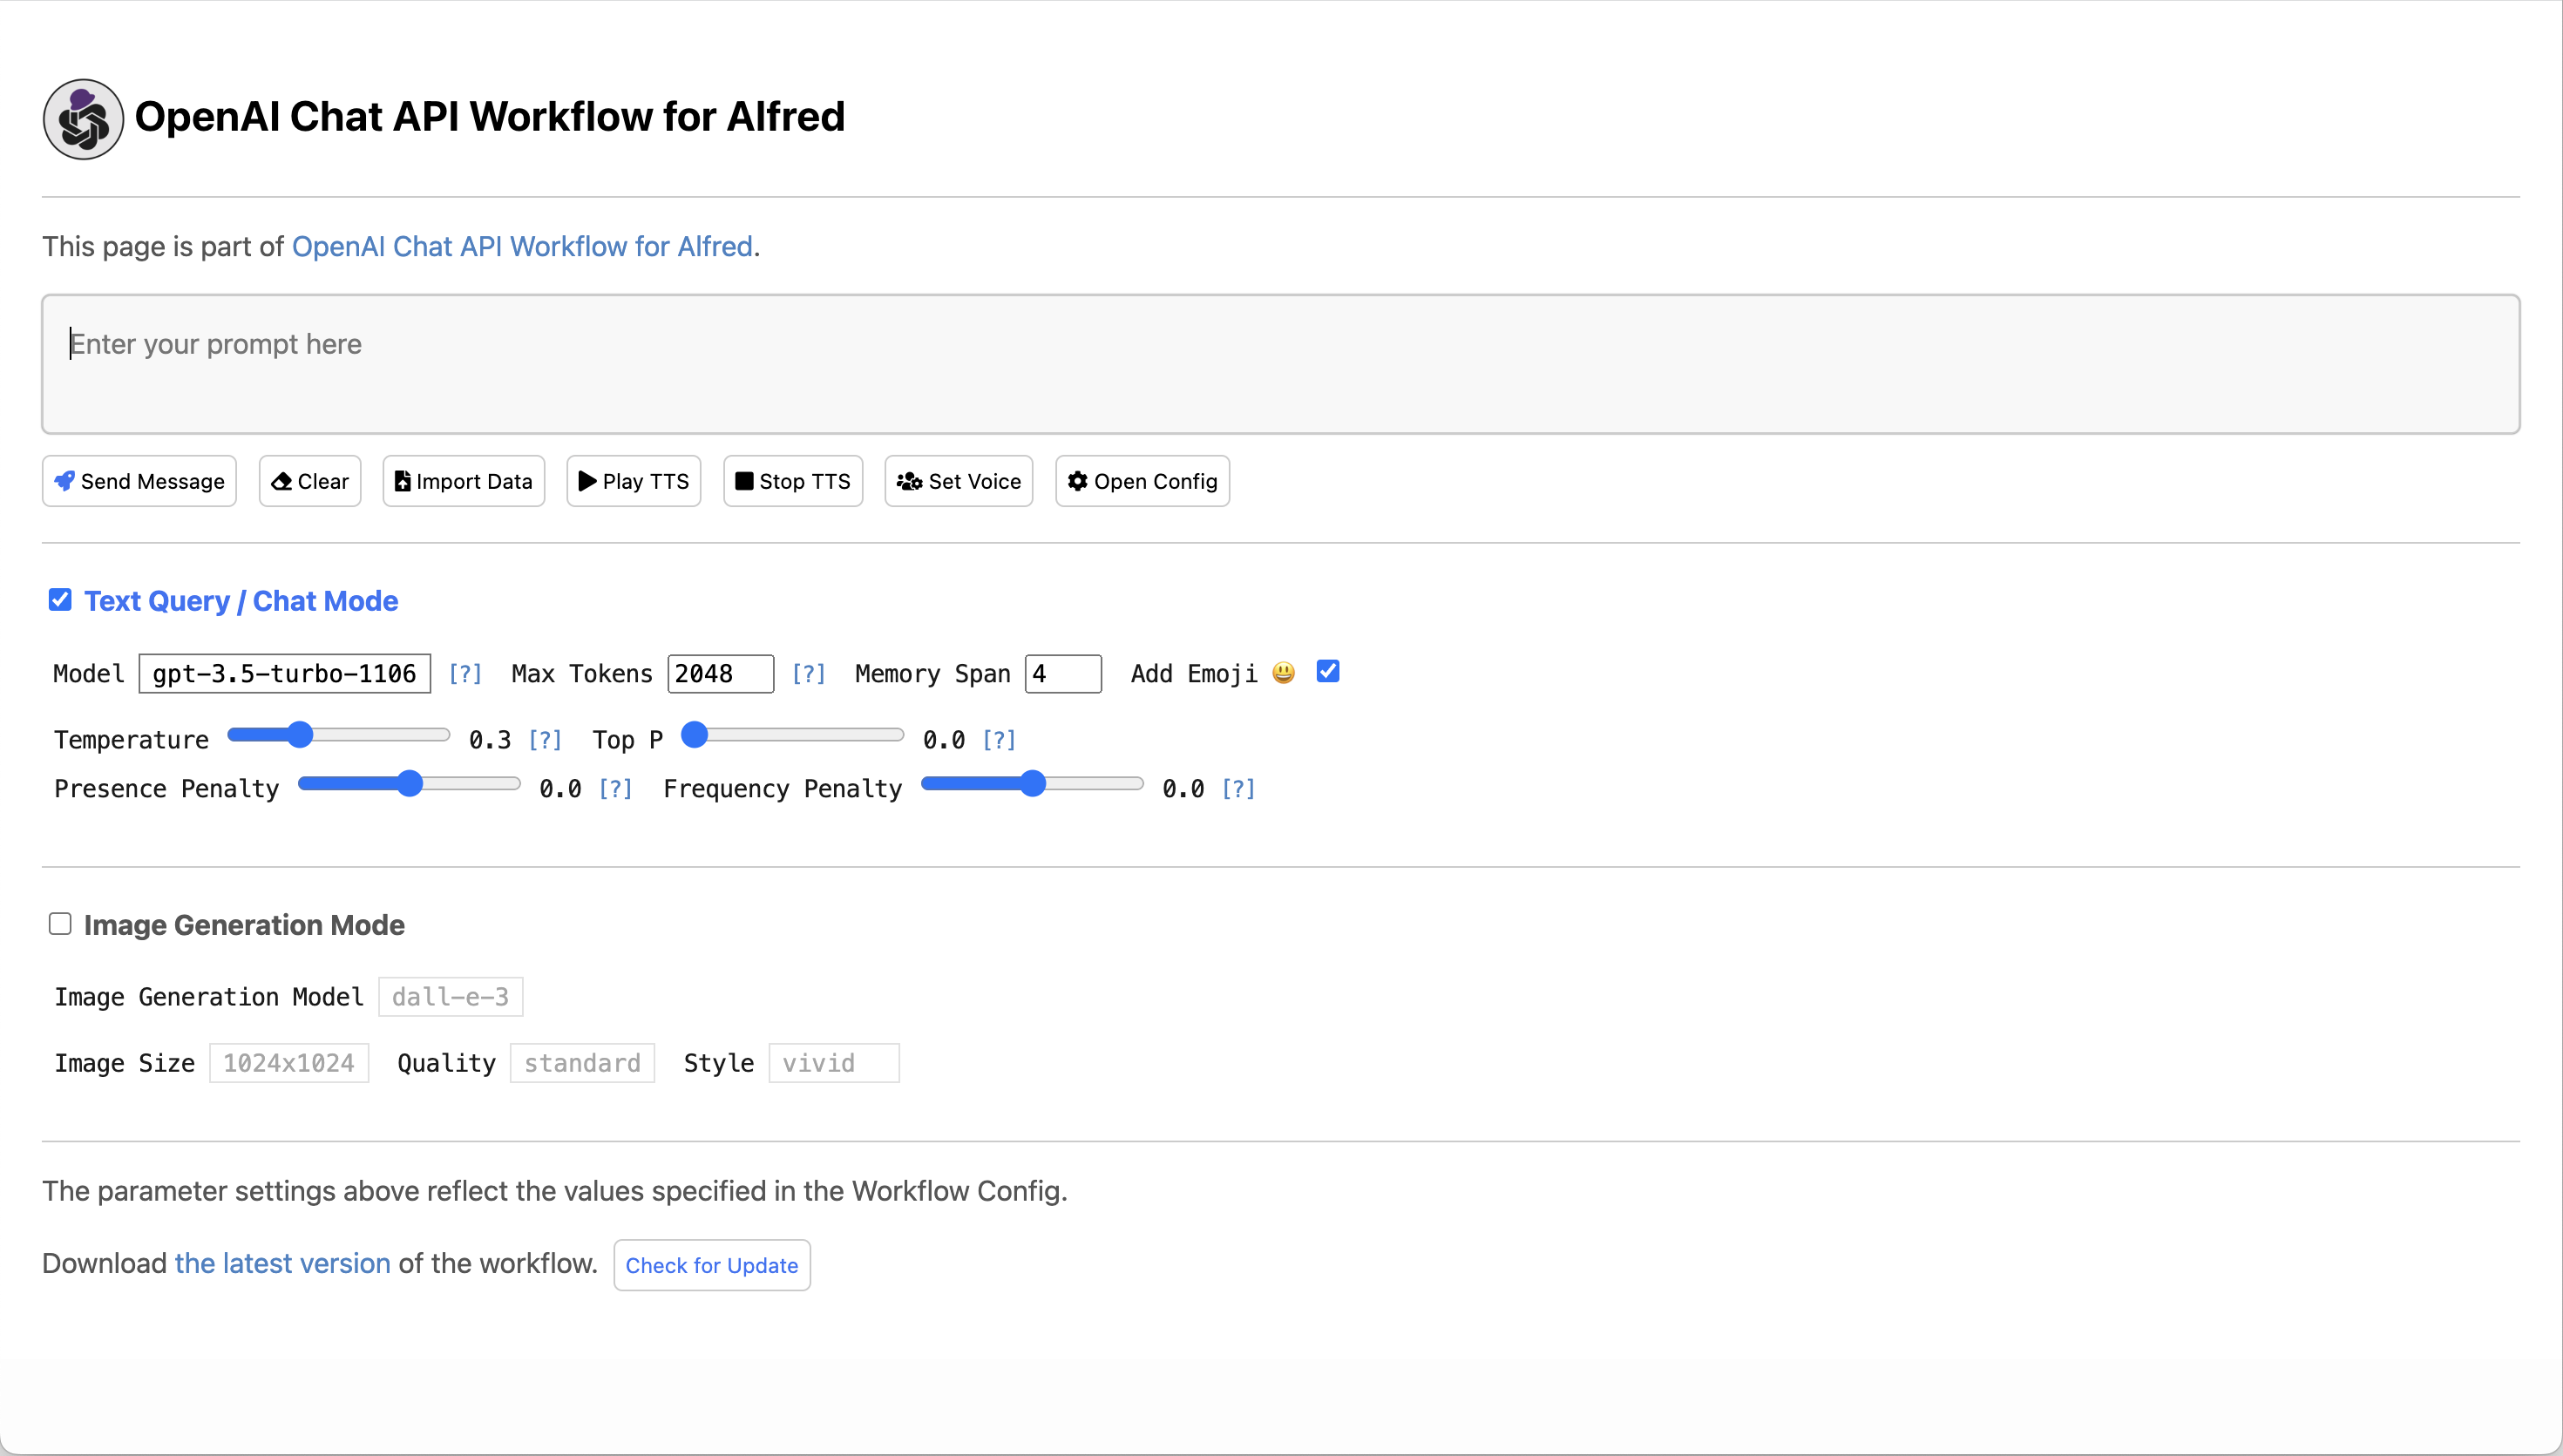 OpenAI Chat API Workflow for Alfred
This page is part of OpenAI Chat API Workflow for Alfred.
Enter your prompt here
Send Message Clear Import Data Play TTS Stop TTS Set Voice Open Config
Text Query / Chat Mode
Model gpt-3.5-turbo-1106 [?] Max Tokens 2048 [?] Memory Span 4 Add Emoji 😃
Temperature 0.3 [?] Top P 0.0 [?]
Presence Penalty 0.0 [?] Frequency Penalty 0.0 [?]
Image Generation Mode
Image Generation Model dall-e-3
Image Size 1024x1024 Quality standard Style vivid
The parameter settings above reflect the values specified in the Workflow Config.
Download the latest version of the workflow. Check for Update